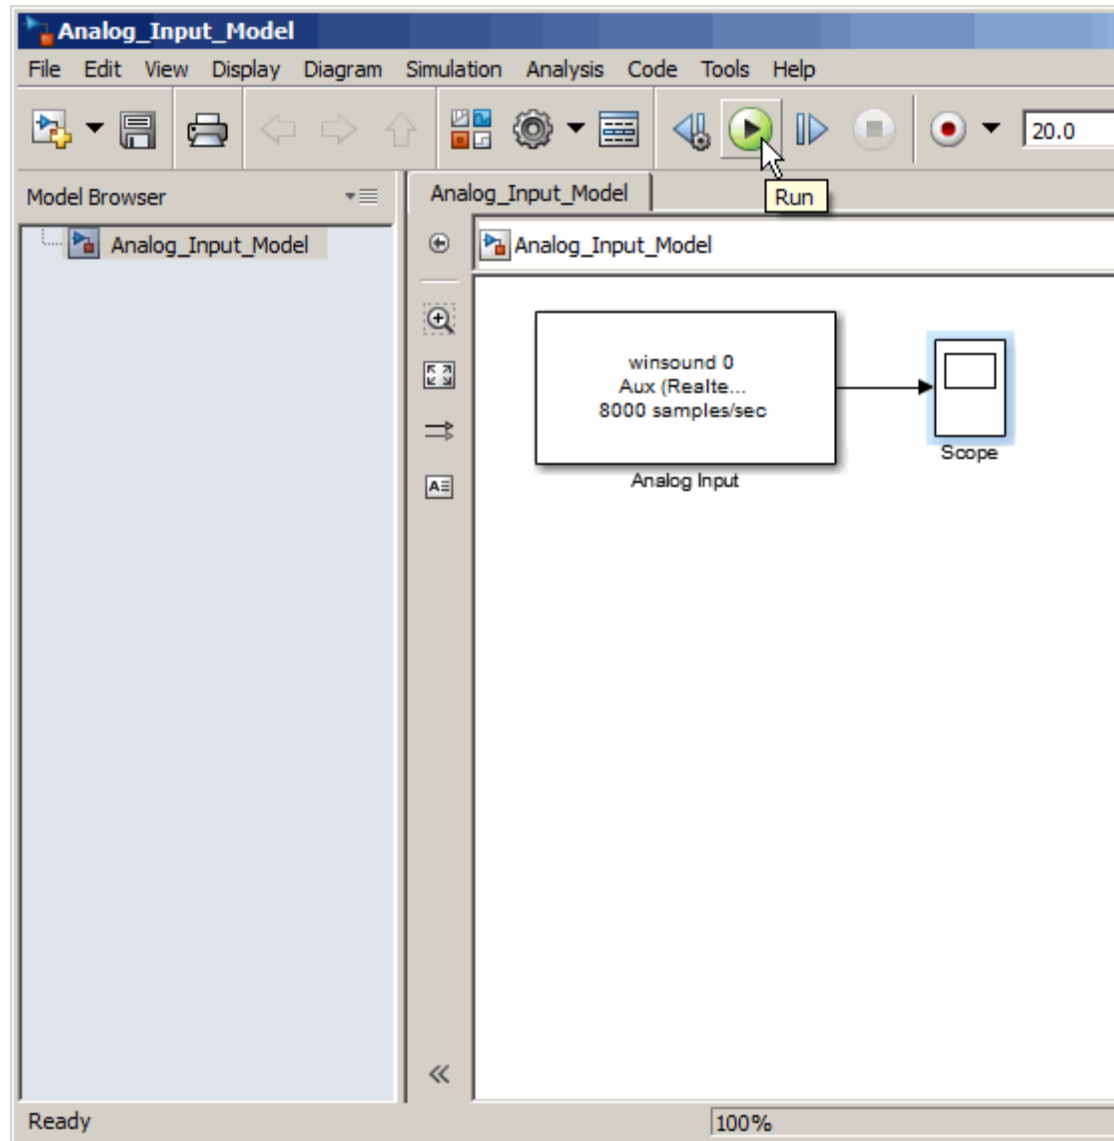 Analog_Input_Model
File Edit View Display Diagram Simulation Analysis Code Tools Help
20.0
Model Browser
Analog_Input_Model
Run
Analog_Input_Model
Analog_Input_Model
winsound 0
Aux (Realte...
8000 samples/sec
Analog Input
Scope
Ready
100%